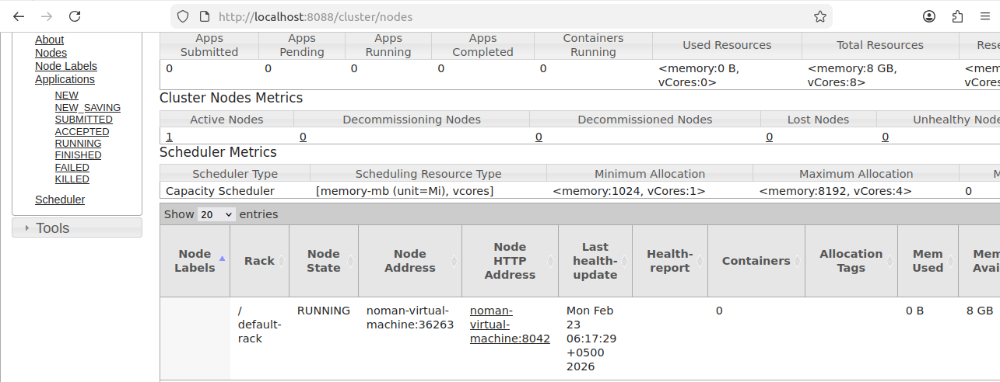 http://localhost:8088/cluster/nodes
About
Nodes
Node Labels
Applications
NEW
NEW_SAVING
SUBMITTED
ACCEPTED
RUNNING
FINISHED
FAILED
KILLED
Scheduler
Tools
Apps Submitted Apps Pending Apps Running Apps Completed Containers Running Used Resources Total Resources Rese
0 0 0 0 0 <memory:0 B, vCores:0> <memory:8 GB, vCores:8> <mem vCores
Cluster Nodes Metrics
Active Nodes Decommissioning Nodes Decommissioned Nodes Lost Nodes Unhealthy Node
1 0 0 0 0
Scheduler Metrics
Scheduler Type Scheduling Resource Type Minimum Allocation Maximum Allocation M
Capacity Scheduler [memory-mb (unit=Mi), vcores] <memory:1024, vCores:1> <memory:8192, vCores:4> 0
Show 20 entries
Node Labels Rack Node State Node Address Node HTTP Address Last health-update Health-report Containers Allocation Tags Mem Used Mem Avai
/default-rack RUNNING noman-virtual-machine:36263 noman-virtual-machine:8042 Mon Feb 23 06:17:29 +0500 2026 0 0 B 8 GB